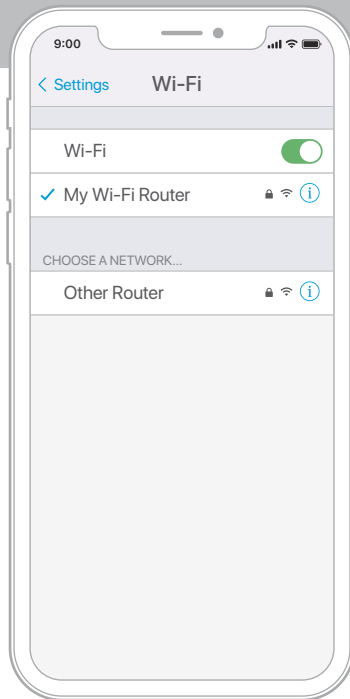 9:00
Settings
Wi-Fi
Wi-Fi
My Wi-Fi Router
CHOOSE A NETWORK...
Other Router